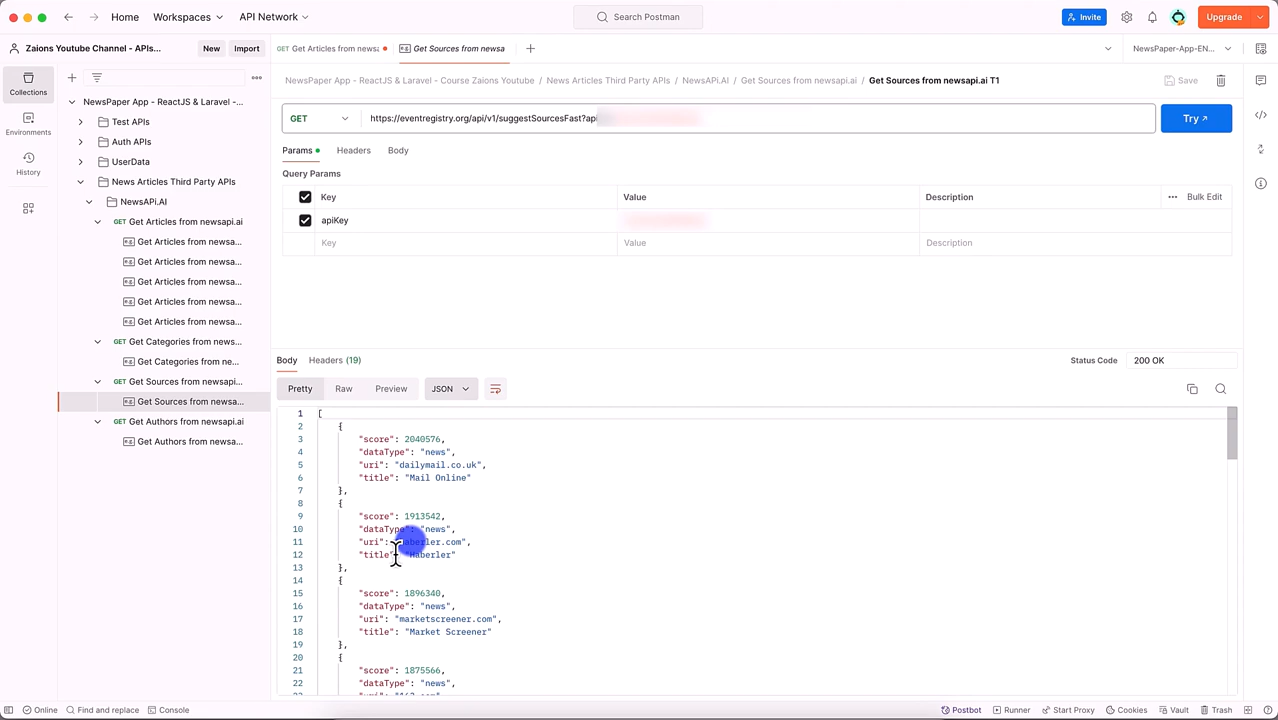 Home
Workspaces
API Network
Search Postman
Invite
Upgrade
Zaions Youtube Channel - APIs...
New
Import
GET Get Articles from newsa
Get Sources from newsa
NewsPaper-App-EN...
Collections
Environments
History
NewsPaper App - ReactJS & Laravel -...
Test APIs
Auth APIs
UserData
News Articles Third Party APIs
NewsAPi.AI
GET Get Articles from newsapi.ai
Get Articles from newsa...
Get Articles from newsa...
Get Articles from newsa...
Get Articles from newsa...
Get Articles from newsa...
GET Get Categories from newsa...
Get Categories from ne...
GET Get Sources from newsapi...
Get Sources from newsa...
GET Get Authors from newsapi.ai
Get Authors from newsa...
NewsPaper App - ReactJS & Laravel - Course Zaions Youtube / News Articles Third Party APIs / NewsAPi.AI / Get Sources from newsapi.ai / Get Sources from newsapi.ai T1
Save
GET
https://eventregistry.org/api/v1/suggestSourcesFast?api
Try
Params
Headers
Body
Query Params
Key Value Description
Bulk Edit
apiKey
Key Value Description
Body
Headers (19)
Status Code
200 OK
Pretty
Raw
Preview
JSON
1 [
2 {
3 "score": 2040576,
4 "dataType": "news",
5 "uri": "dailymail.co.uk",
6 "title": "Mail Online"
7 },
8 {
9 "score": 1913542,
10 "dataType": "news",
11 "uri": "haberler.com",
12 "title": "Haberler"
13 },
14 {
15 "score": 1896340,
16 "dataType": "news",
17 "uri": "marketscreener.com",
18 "title": "Market Screener"
19 },
20 {
21 "score": 1875566,
22 "dataType": "news",
Online
Find and replace
Console
Postbot
Runner
Start Proxy
Cookies
Vault
Trash